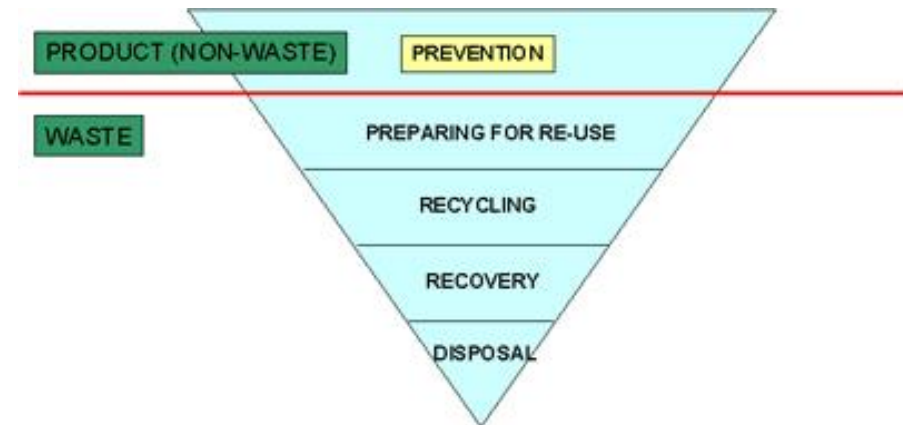 PRODUCT (NON-WASTE)
PREVENTION
WASTE
PREPARING FOR RE-USE
RECYCLING
RECOVERY
DISPOSAL